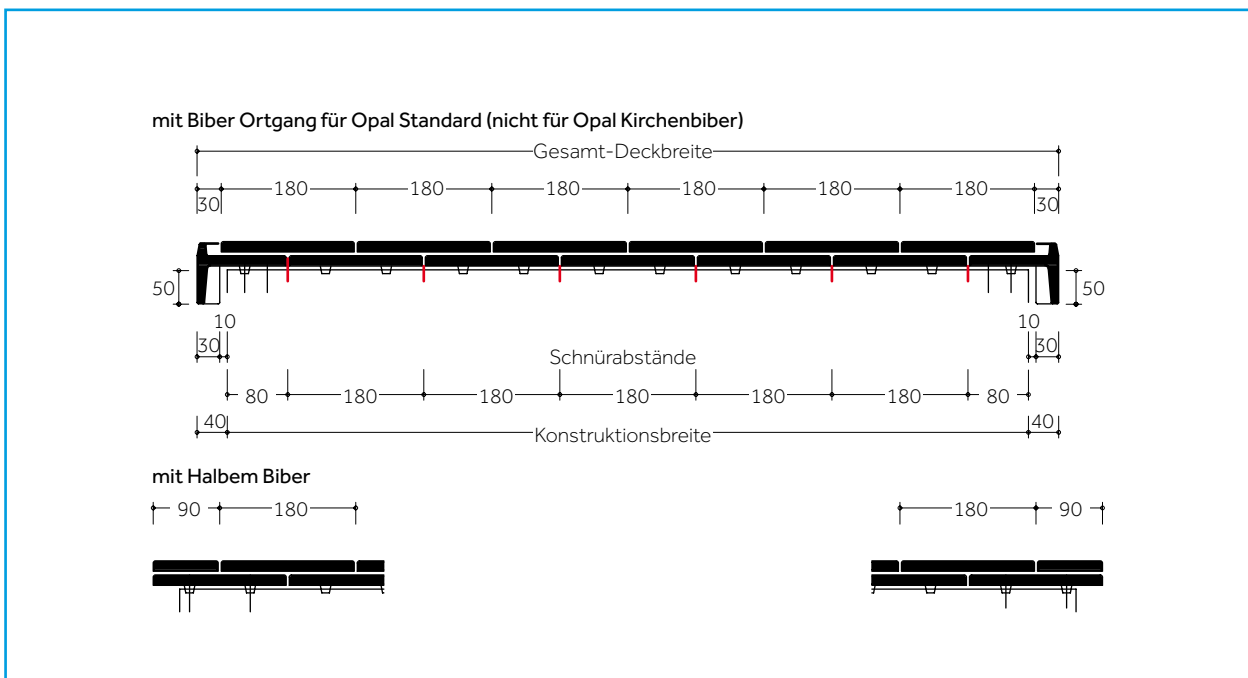 mit Biber Ortgang für Opal Standard (nicht für Opal Kirchenbiber)
Gesamt-Deckbreite
30 180 180 180 180 180 180 30
50 50
10 10
30 30
Schnürabstände
80 180 180 180 180 180 80
40 40
Konstruktionsbreite
mit Halbem Biber
90 180 180 90